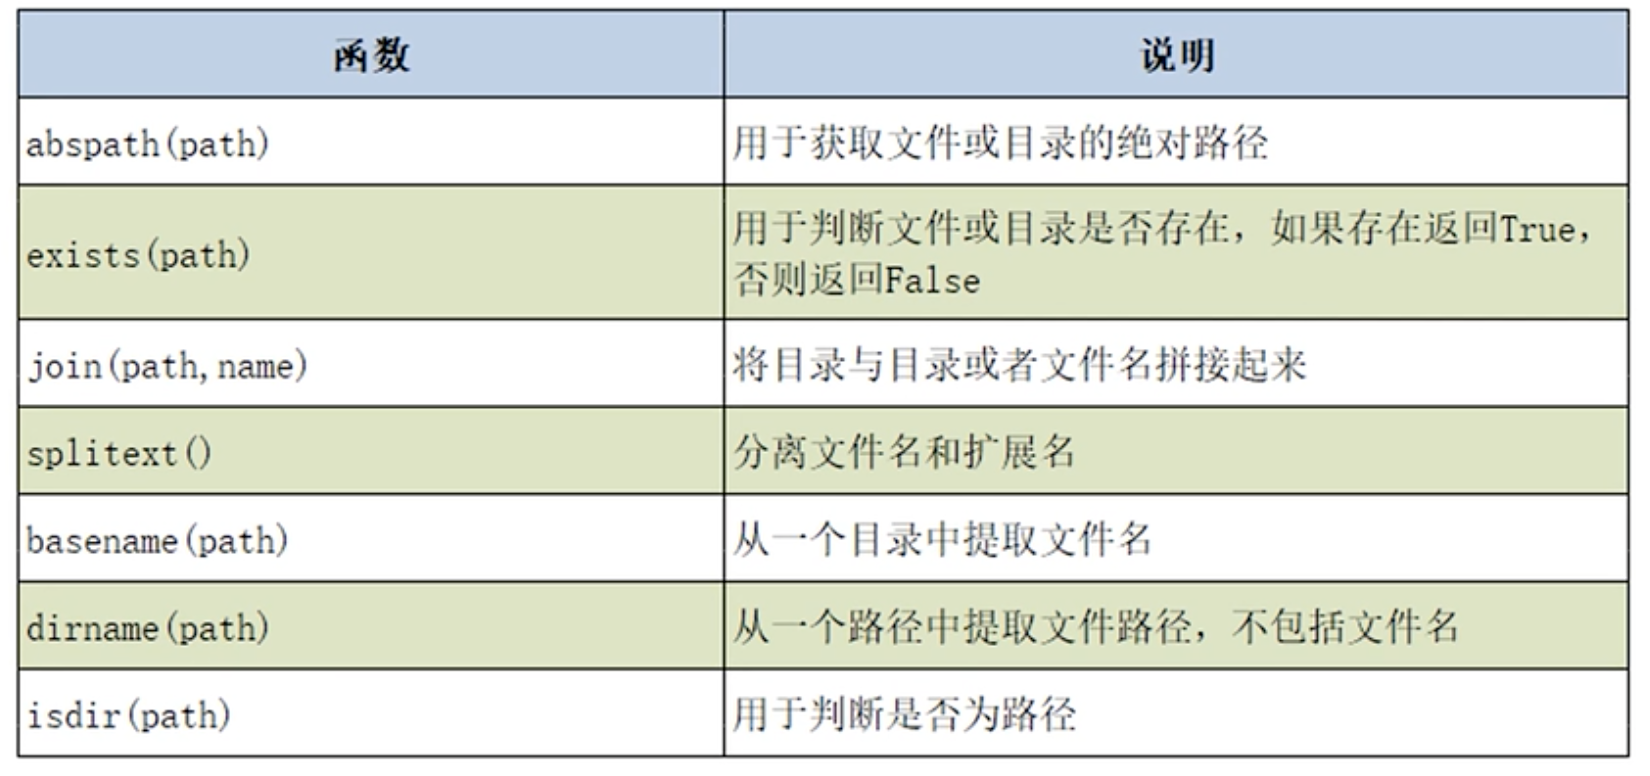 函数
说明
abspath(path)
用于获取文件或目录的绝对路径
exists(path)
用于判断文件或目录是否存在，如果存在返回True，
否则返回False
join(path,name)
将目录与目录或者文件名拼接起来
splitext()
分离文件名和扩展名
basename(path)
从一个目录中提取文件名
dirname(path)
从一个路径中提取文件路径，不包括文件名
isdir(path)
用于判断是否为路径